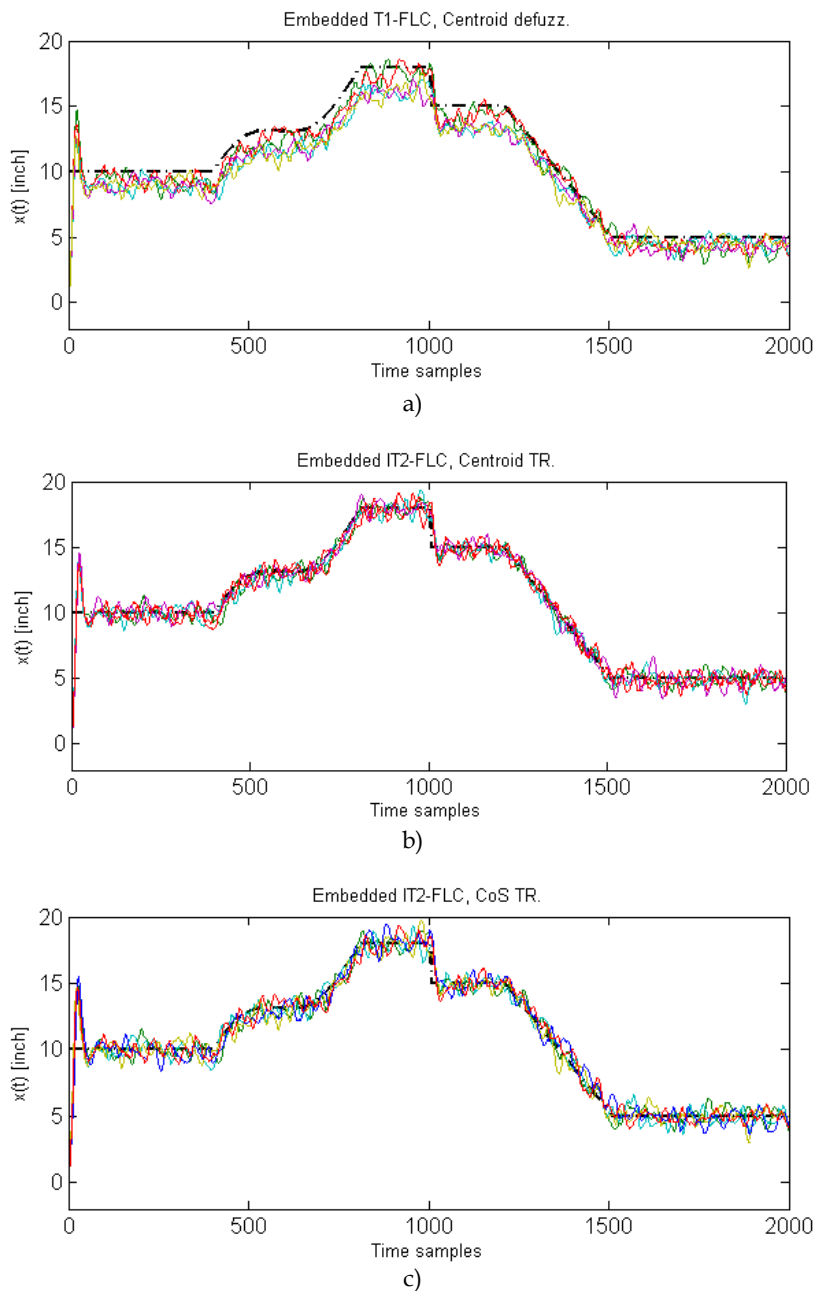 Embedded T1-FLC, Centroid defuzz.
20
15
10
5
0
x(t) [inch]
0 500 1000 1500 2000
Time samples
a)
Embedded IT2-FLC, Centroid TR.
20
15
10
5
0
x(t) [inch]
0 500 1000 1500 2000
Time samples
b)
Embedded IT2-FLC, CoS TR.
20
15
10
5
0
x(t) [inch]
0 500 1000 1500 2000
Time samples
c)